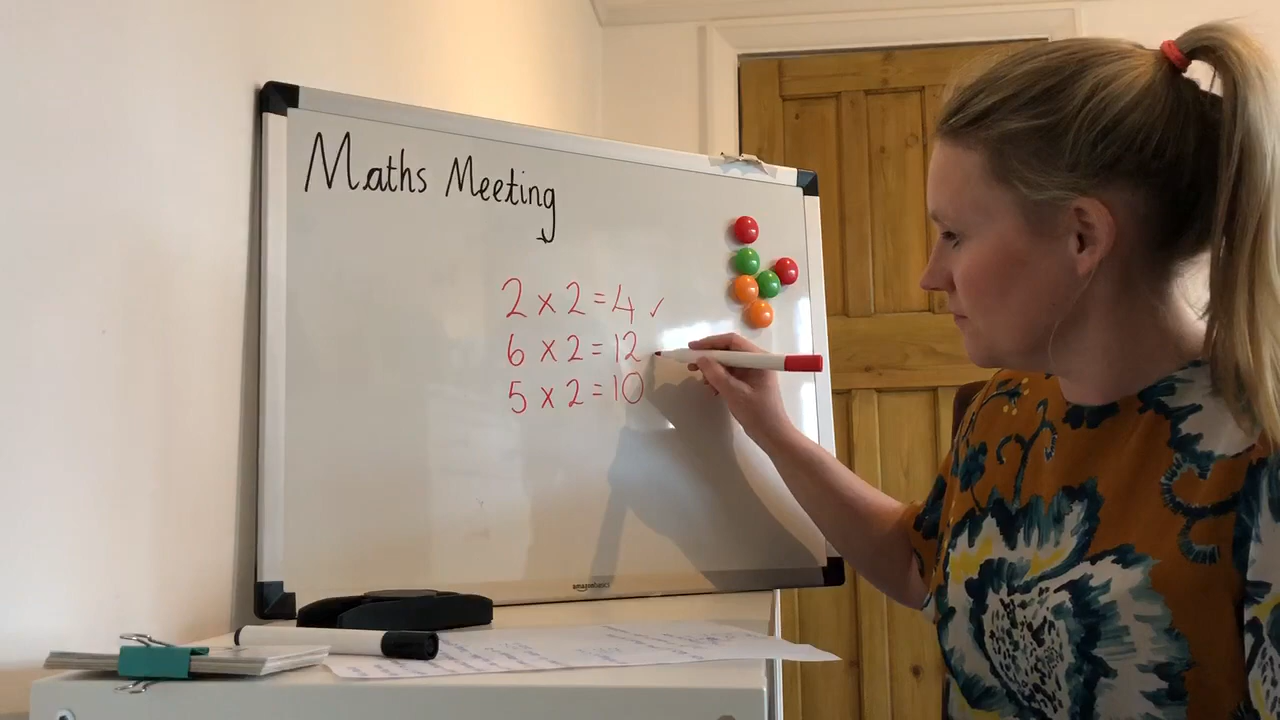 Maths Meeting
2 × 2 = 4 ✓
6 × 2 = 12
5 × 2 = 10
amazonbasics